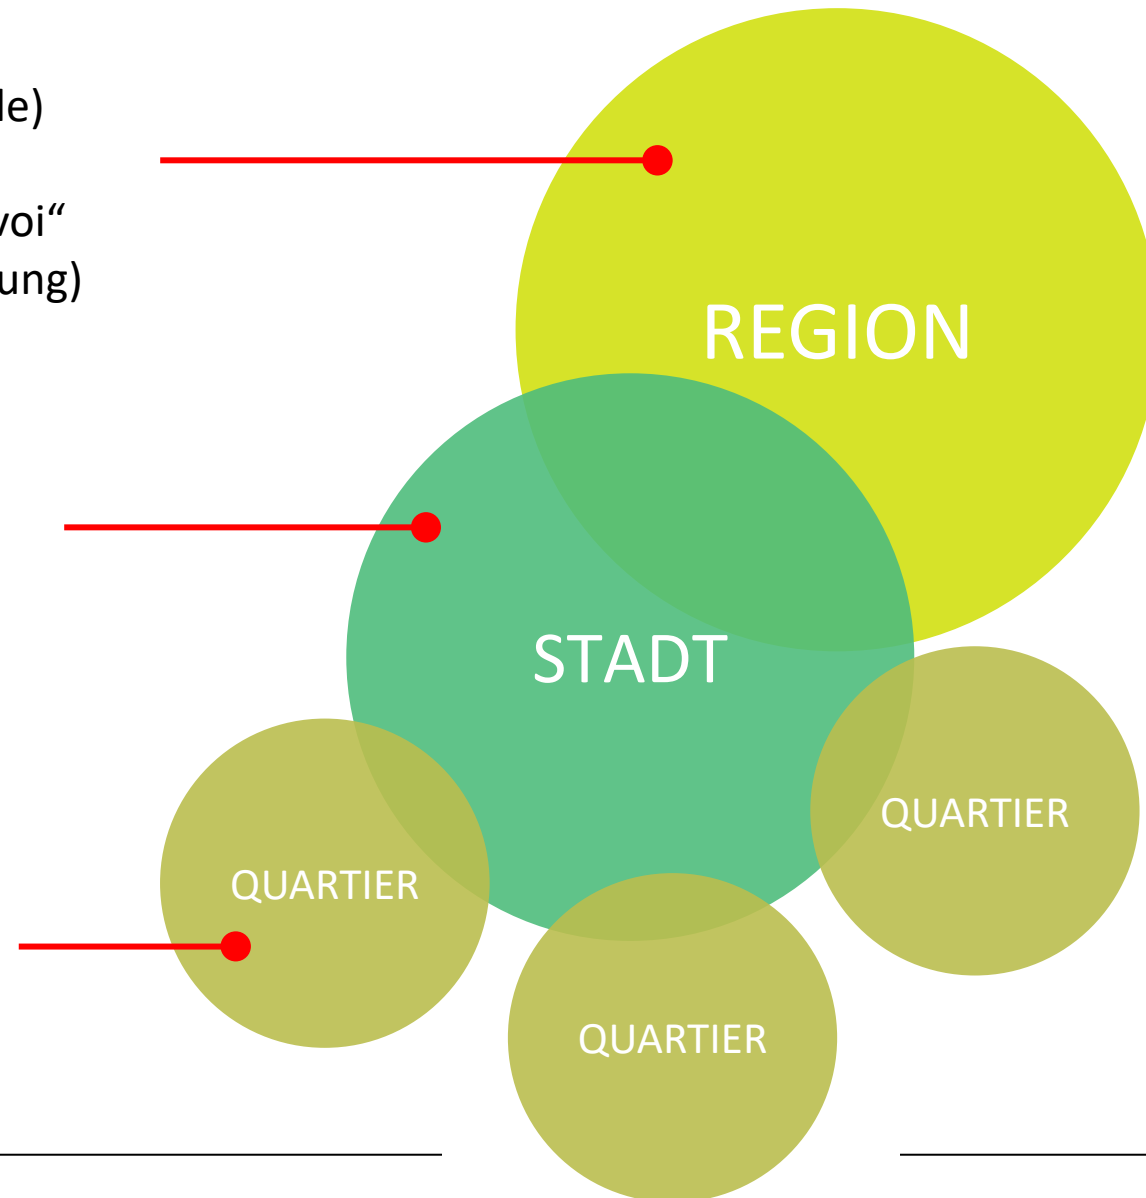 le)
voi“
ung)
REGION
STADT
QUARTIER
QUARTIER
QUARTIER